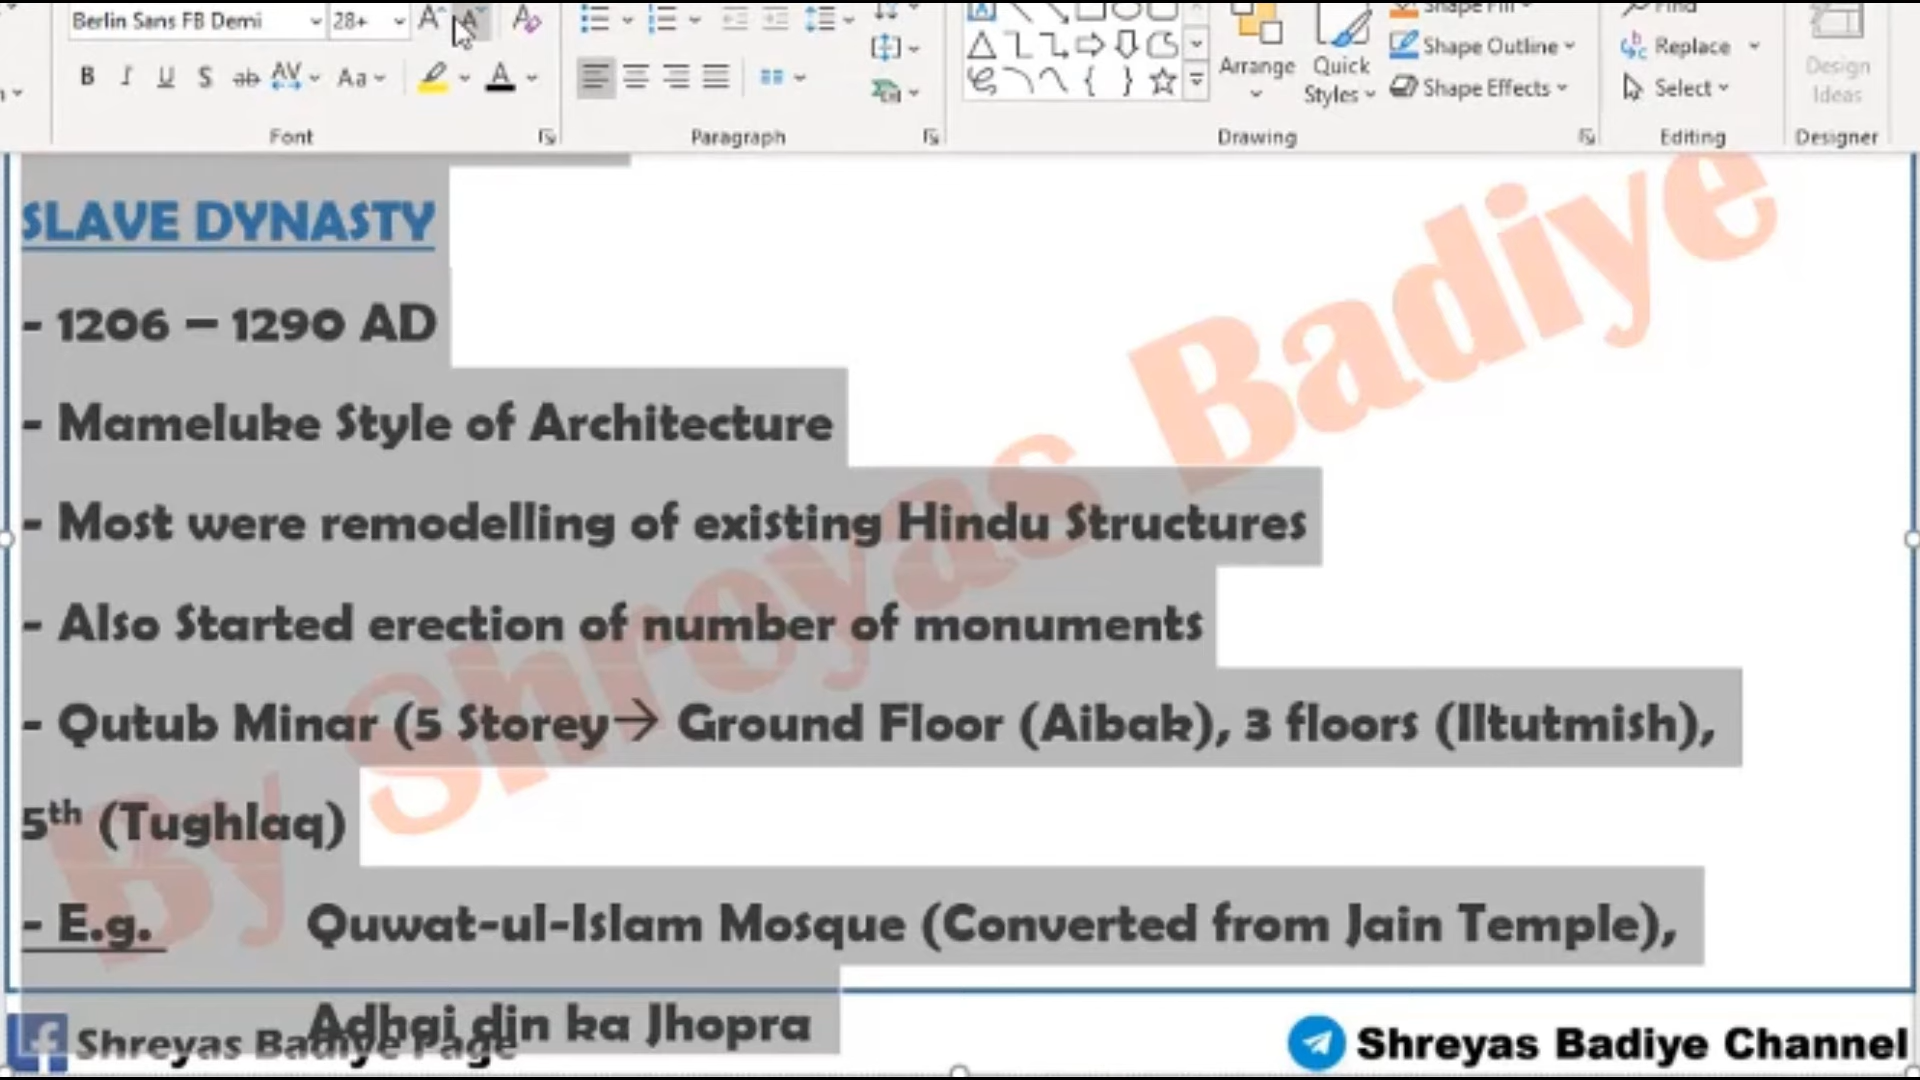 Berlin Sans FB Demi 28+
Shape Fill
Find
Shape Outline
Replace
Arrange
Quick Styles
Design Ideas
Shape Effects
Select
Font
Paragraph
Drawing
Editing
Designer
SLAVE DYNASTY
- 1206 – 1290 AD
- Mameluke Style of Architecture
- Most were remodelling of existing Hindu Structures
- Also Started erection of number of monuments
- Qutub Minar (5 Storey→ Ground Floor (Aibak), 3 floors (Iltutmish),
5th (Tughlaq)
- E.g. Quwat-ul-Islam Mosque (Converted from Jain Temple),
Adhai din ka Jhopra
By Shreyas Badiye
Shreyas Badiye Page
Shreyas Badiye Channel